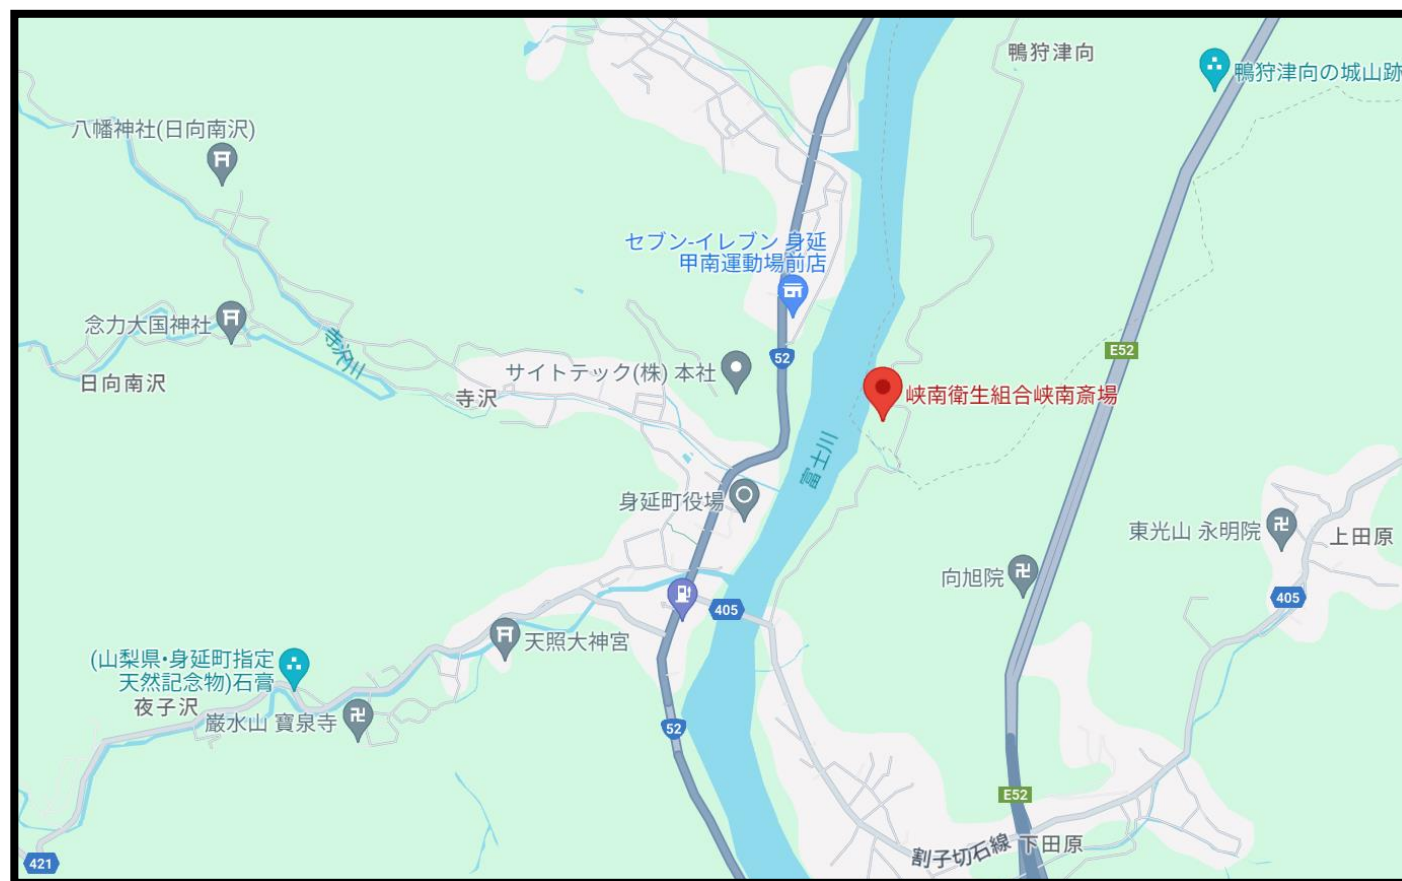 鴨狩津向
鴨狩津向の城山跡
八幡神社(日向南沢)
セブン-イレブン 身延
甲南運動場前店
念力大国神社
寺沢川
52
E52
日向南沢
サイトテック(株) 本社
寺沢
峡南衛生組合峡南斎場
富士川
身延町役場
東光山 永明院
上田原
向旭院
405
405
天照大神宮
(山梨県・身延町指定
天然記念物)石膏
夜子沢
巌水山 寶泉寺
52
E52
割子切石線
下田原
421